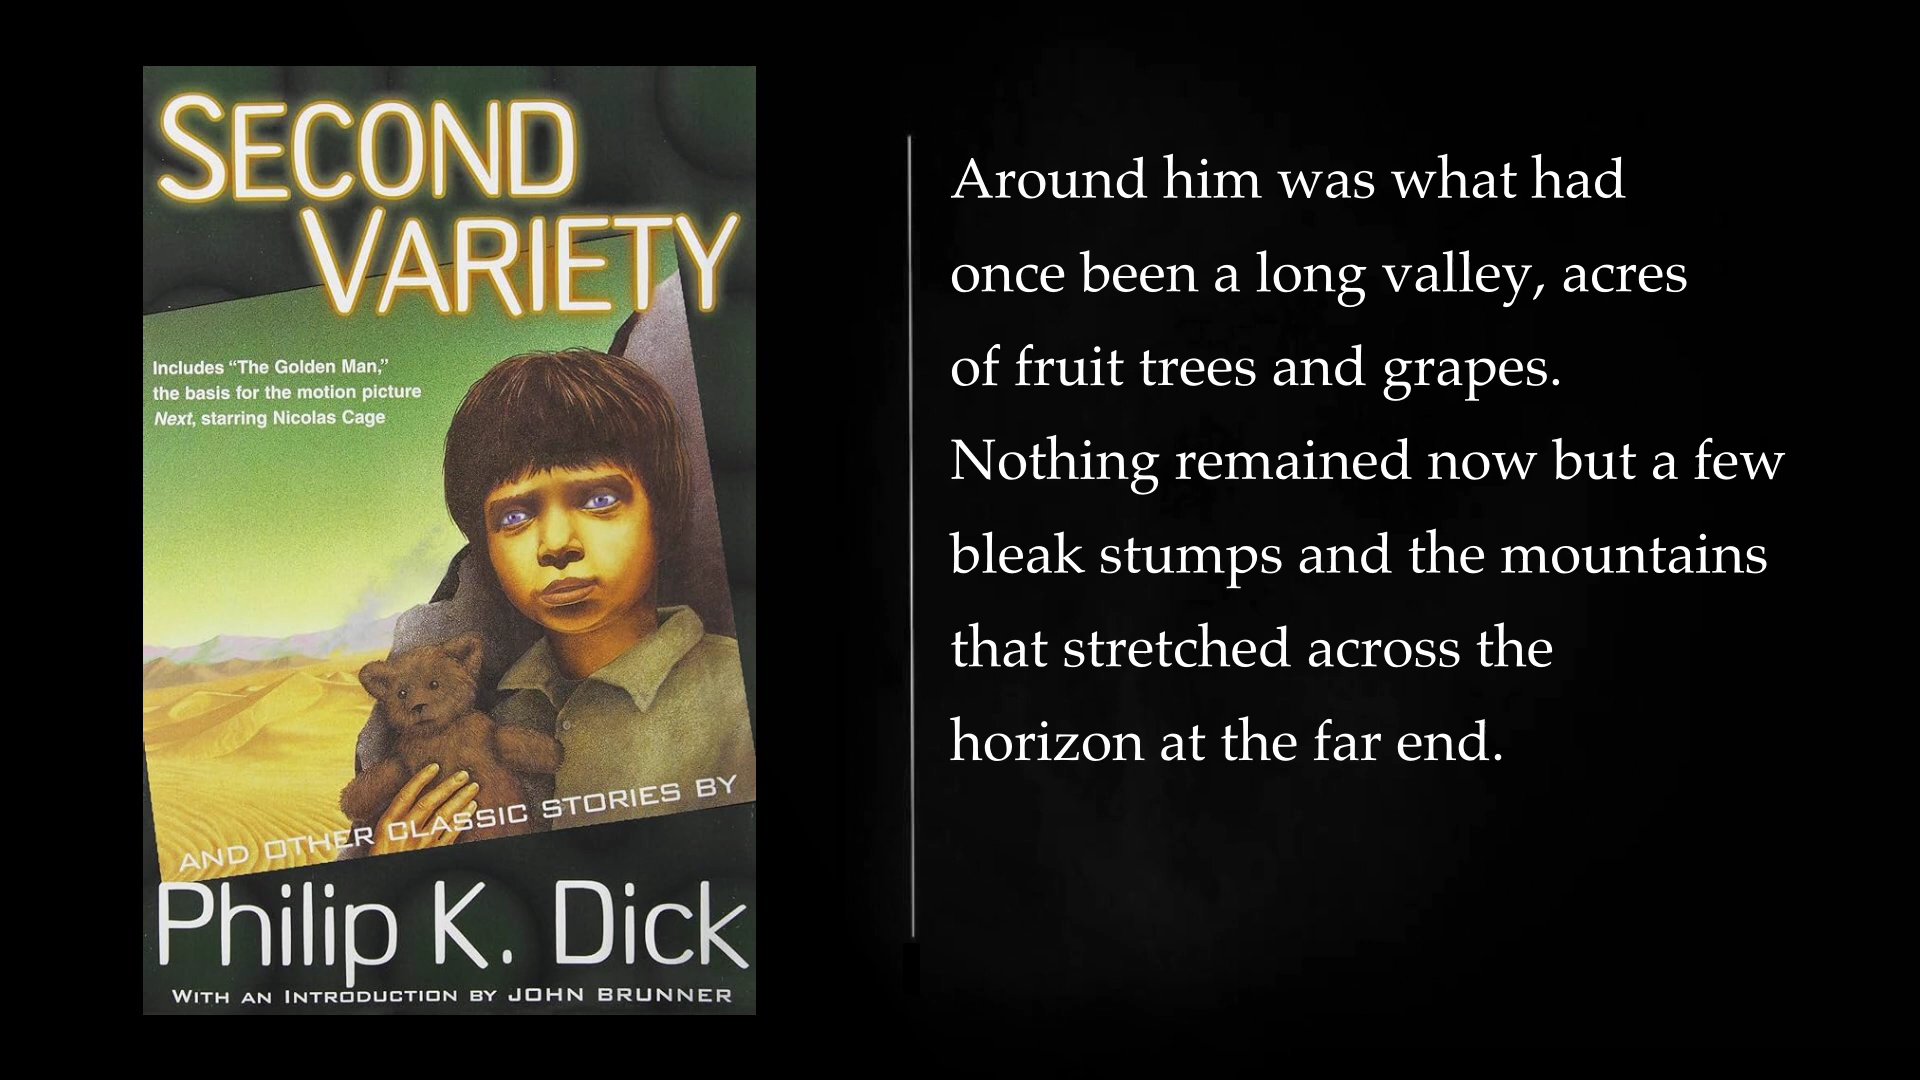 SECOND
VARIETY
Includes “The Golden Man,”
the basis for the motion picture
Next, starring Nicolas Cage
AND OTHER CLASSIC STORIES BY
Philip K. Dick
WITH AN INTRODUCTION BY JOHN BRUNNER
Around him was what had
once been a long valley, acres
of fruit trees and grapes.
Nothing remained now but a few
bleak stumps and the mountains
that stretched across the
horizon at the far end.